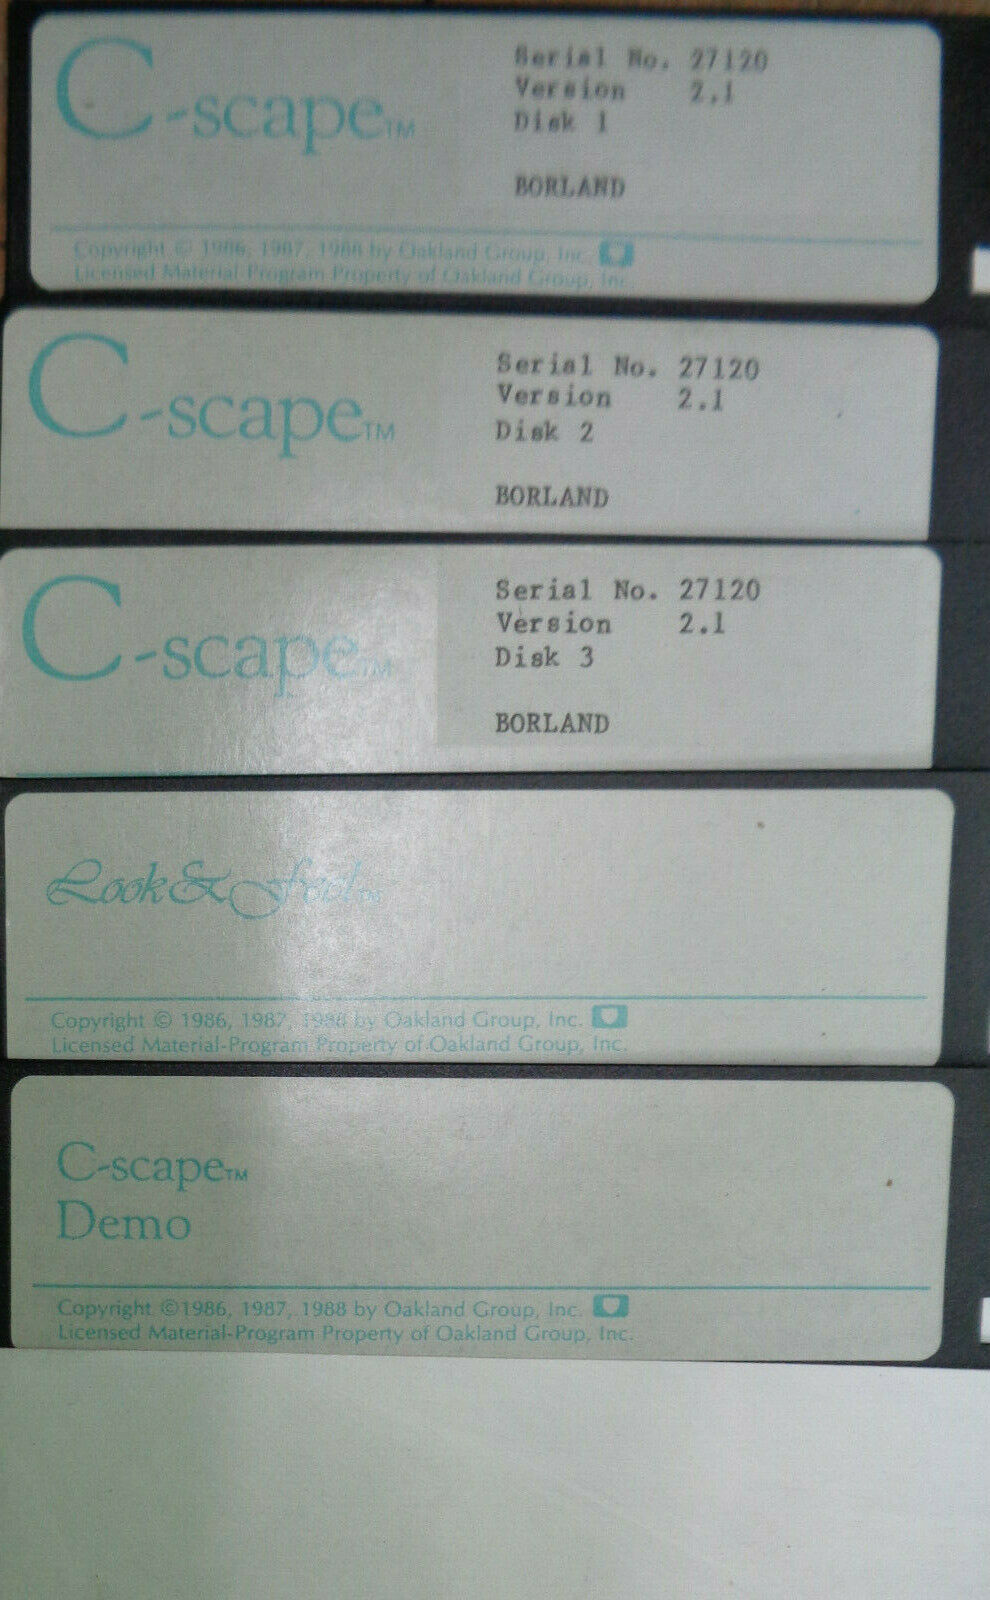 C-scape™
Serial No. 27120
Version 2.1
Disk 1
BORLAND
Copyright © 1986, 1987, 1988 by Oakland Group, Inc.
Licensed Material-Program Property of Oakland Group, Inc.
C-scape™
Serial No. 27120
Version 2.1
Disk 2
BORLAND
C-scape™
Serial No. 27120
Version 2.1
Disk 3
BORLAND
Look & Feel™
Copyright © 1986, 1987, 1988 by Oakland Group, Inc.
Licensed Material-Program Property of Oakland Group, Inc.
C-scape™
Demo
Copyright ©1986, 1987, 1988 by Oakland Group, Inc.
Licensed Material-Program Property of Oakland Group, Inc.